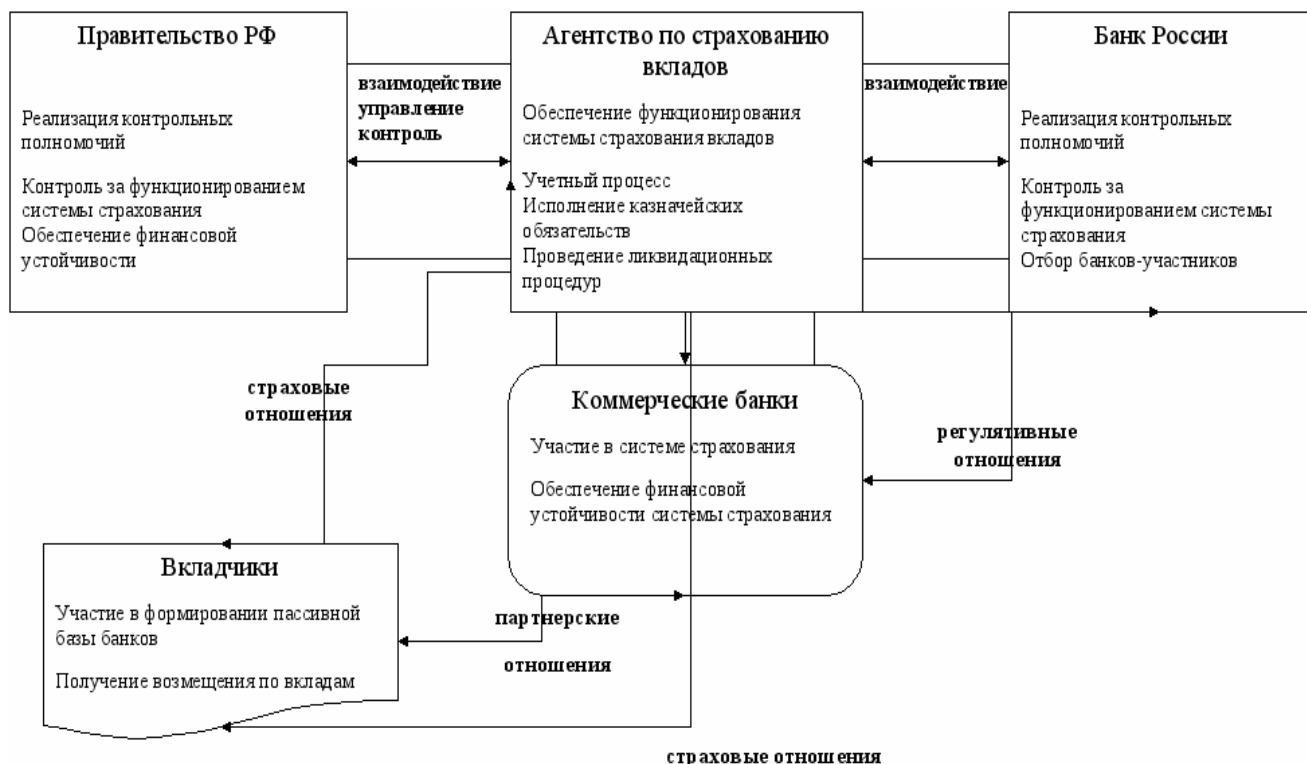 Правительство РФ
Реализация контрольных
полномочий
Контроль за функционированием
системы страхования
Обеспечение финансовой
устойчивости
взаимодействие
управление
контроль
Агентство по страхованию
вкладов
Обеспечение функционирования
системы страхования вкладов
Учетный процесс
Исполнение казначейских
обязательств
Проведение ликвидационных
процедур
взаимодействие
Банк России
Реализация контрольных
полномочий
Контроль за
функционированием системы
страхования
Отбор банков-участников
страховые
отношения
Коммерческие банки
Участие в системе страхования
Обеспечение финансовой
устойчивости системы страхования
регулятивные
отношения
Вкладчики
Участие в формировании пассивной
базы банков
Получение возмещения по вкладам
партнерские
отношения
страховые отношения